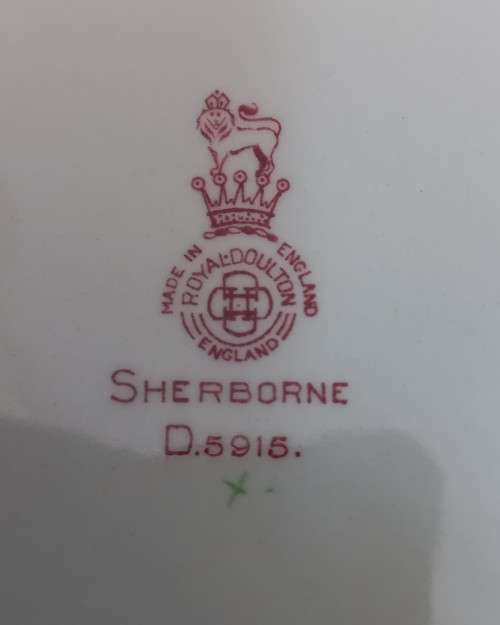 MADE IN ENGLAND
ROYAL·DOULTON
ENGLAND
SHERBORNE
D.5915.